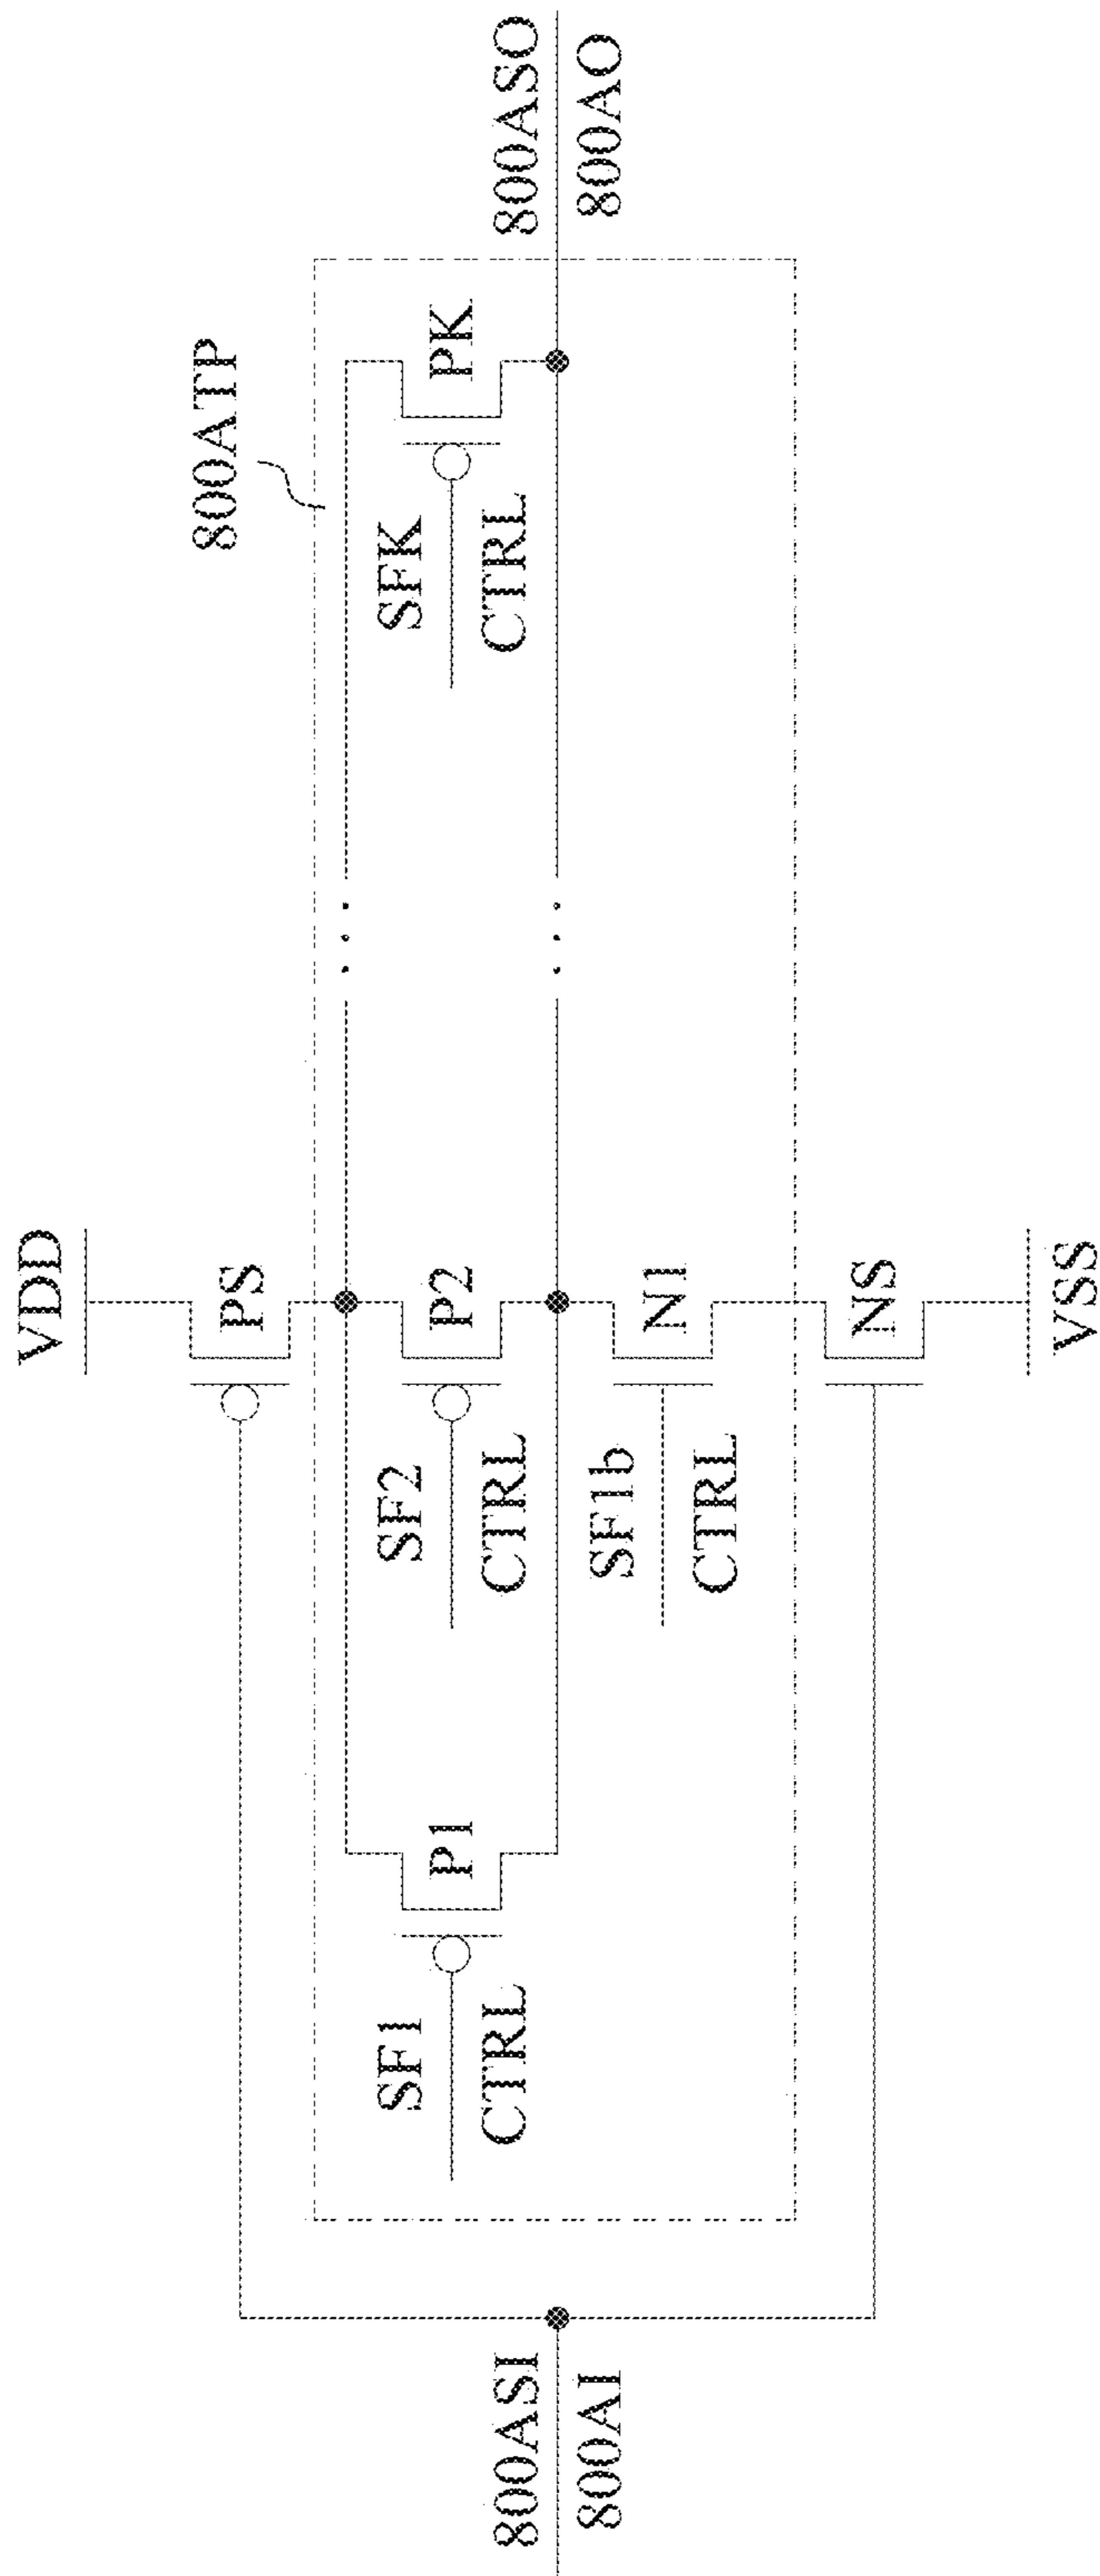 VDD
PS
800ATP
SF1
CTRL
P1
SF2
CTRL
P2
SFK
CTRL
PK
800ASI
800AI
800ASO
800AO
SF1b
CTRL
N1
NS
VSS